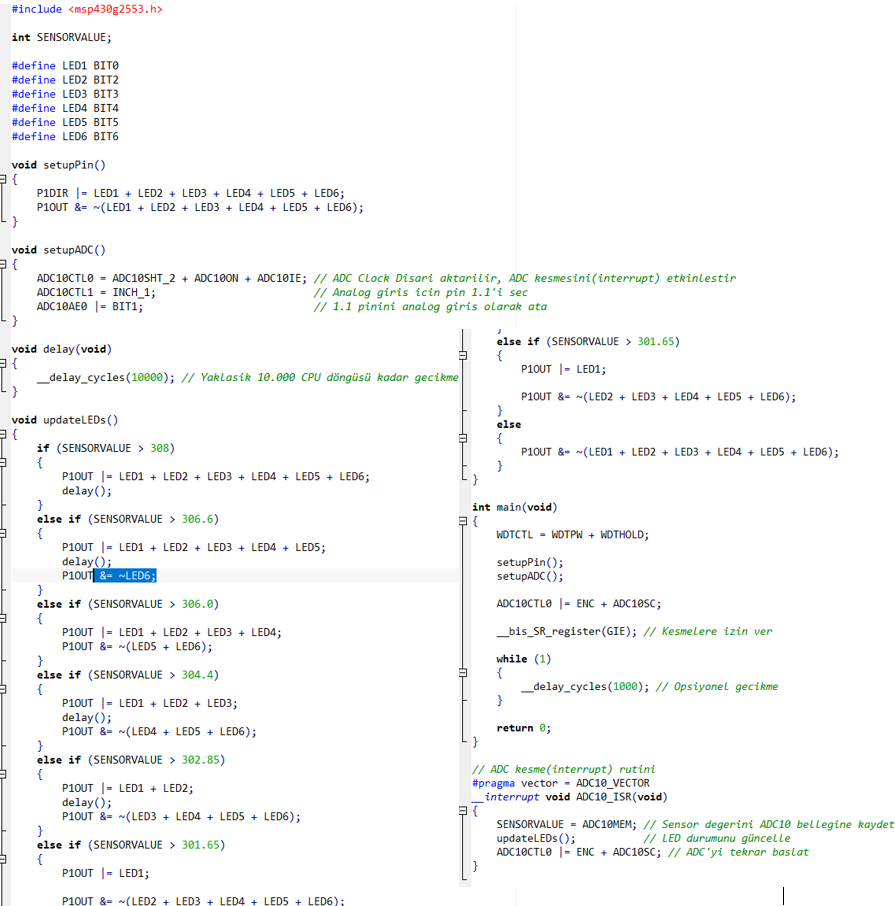 #include <msp430g2553.h>
int SENSORVALUE;
#define LED1 BIT0
#define LED2 BIT2
#define LED3 BIT3
#define LED4 BIT4
#define LED5 BIT5
#define LED6 BIT6
void setupPin()
{
P1DIR |= LED1 + LED2 + LED3 + LED4 + LED5 + LED6;
P1OUT &= ~(LED1 + LED2 + LED3 + LED4 + LED5 + LED6);
}
void setupADC()
{
ADC10CTL0 = ADC10SHT_2 + ADC10ON + ADC10IE; // ADC Clock Disari aktarilir, ADC kesmesini(interrupt) etkinlestir
ADC10CTL1 = INCH_1; // Analog giris icin pin 1.1'i sec
ADC10AE0 |= BIT1; // 1.1 pinini analog giris olarak ata
}
void delay(void)
{
__delay_cycles(10000); // Yaklasik 10.000 CPU döngüsü kadar gecikme
}
void updateLEDs()
{
if (SENSORVALUE > 308)
{
P1OUT |= LED1 + LED2 + LED3 + LED4 + LED5 + LED6;
delay();
}
else if (SENSORVALUE > 306.6)
{
P1OUT |= LED1 + LED2 + LED3 + LED4 + LED5;
delay();
P1OUT &= ~LED6;
}
else if (SENSORVALUE > 306.0)
{
P1OUT |= LED1 + LED2 + LED3 + LED4;
P1OUT &= ~(LED5 + LED6);
}
else if (SENSORVALUE > 304.4)
{
P1OUT |= LED1 + LED2 + LED3;
delay();
P1OUT &= ~(LED4 + LED5 + LED6);
}
else if (SENSORVALUE > 302.85)
{
P1OUT |= LED1 + LED2;
delay();
P1OUT &= ~(LED3 + LED4 + LED5 + LED6);
}
else if (SENSORVALUE > 301.65)
{
P1OUT |= LED1;
P1OUT &= ~(LED2 + LED3 + LED4 + LED5 + LED6);
}
else if (SENSORVALUE > 301.65)
{
P1OUT |= LED1;
P1OUT &= ~(LED2 + LED3 + LED4 + LED5 + LED6);
}
else
{
P1OUT &= ~(LED1 + LED2 + LED3 + LED4 + LED5 + LED6);
}
}
int main(void)
{
WDTCTL = WDTPW + WDTHOLD;
setupPin();
setupADC();
ADC10CTL0 |= ENC + ADC10SC;
__bis_SR_register(GIE); // Kesmelere izin ver
while (1)
{
__delay_cycles(1000); // Opsiyonel gecikme
}
return 0;
}
// ADC kesme(interrupt) rutini
#pragma vector = ADC10_VECTOR
__interrupt void ADC10_ISR(void)
{
SENSORVALUE = ADC10MEM; // Sensor degerini ADC10 bellegine kaydet
updateLEDs(); // LED durumunu güncelle
ADC10CTL0 |= ENC + ADC10SC; // ADC'yi tekrar baslat
}